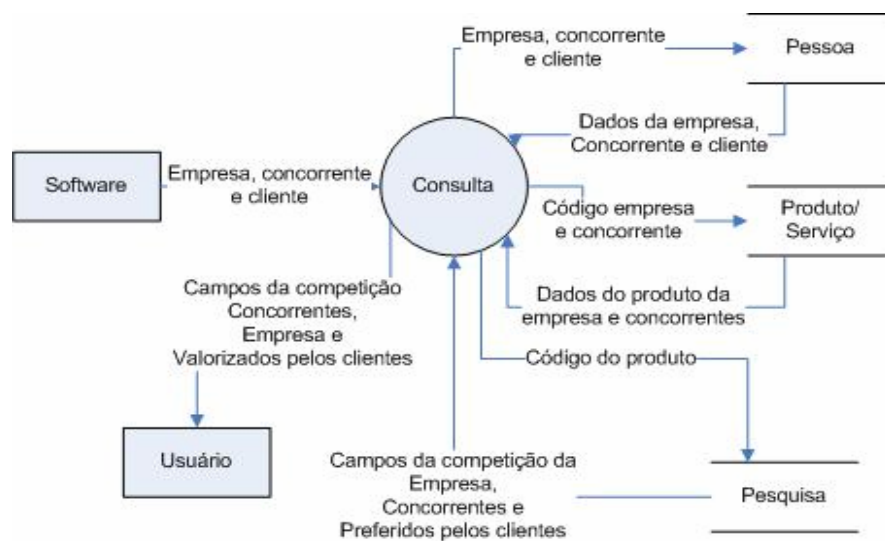 Empresa, concorrente
e cliente
Pessoa
Dados da empresa,
Concorrente e cliente
Software
Empresa, concorrente
e cliente
Consulta
Código empresa
e concorrente
Produto/
Serviço
Campos da competição
Concorrentes,
Empresa e
Valorizados pelos clientes
Dados do produto da
empresa e concorrentes
Código do produto
Usuário
Campos da competição da
Empresa,
Concorrentes e
Preferidos pelos clientes
Pesquisa